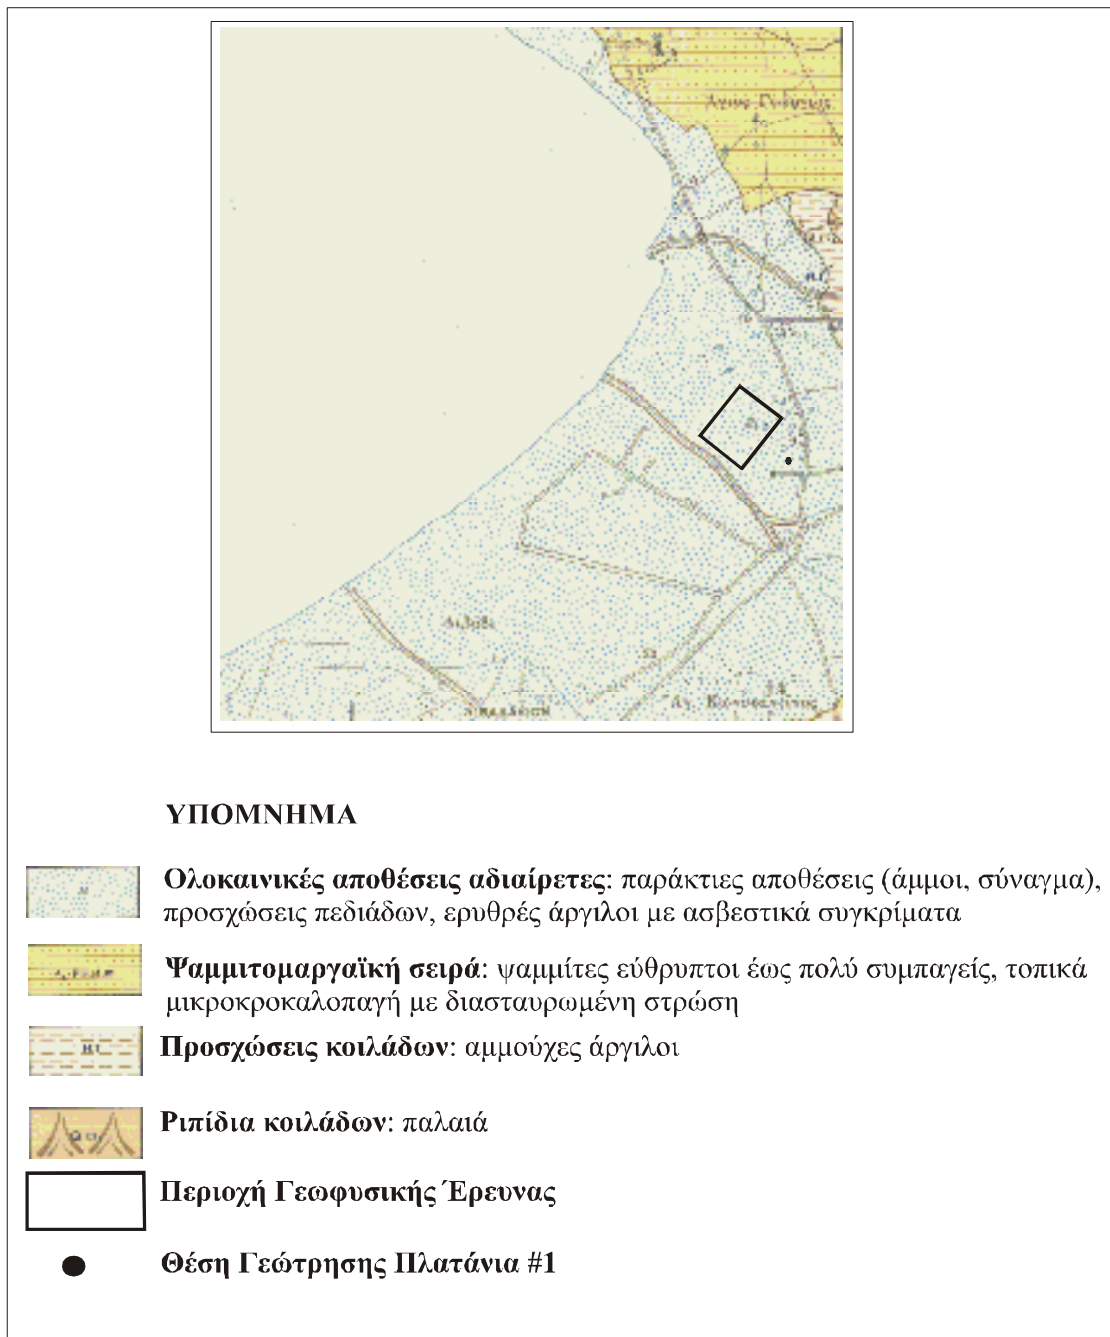 ΥΠΟΜΝΗΜΑ
Ολοκαινικές αποθέσεις αδιαίρετες: παράκτιες αποθέσεις (άμμοι, σύναγμα),
προσχώσεις πεδιάδων, ερυθρές άργιλοι με ασβεστικά συγκρίματα
Ψαμμιτομαργαϊκή σειρά: ψαμμίτες εύθρυπτοι έως πολύ συμπαγείς, τοπικά
μικροκροκαλοπαγή με διασταυρωμένη στρώση
Προσχώσεις κοιλάδων: αμμούχες άργιλοι
Ριπίδια κοιλάδων: παλαιά
Περιοχή Γεωφυσικής Έρευνας
Θέση Γεώτρησης Πλατάνια #1